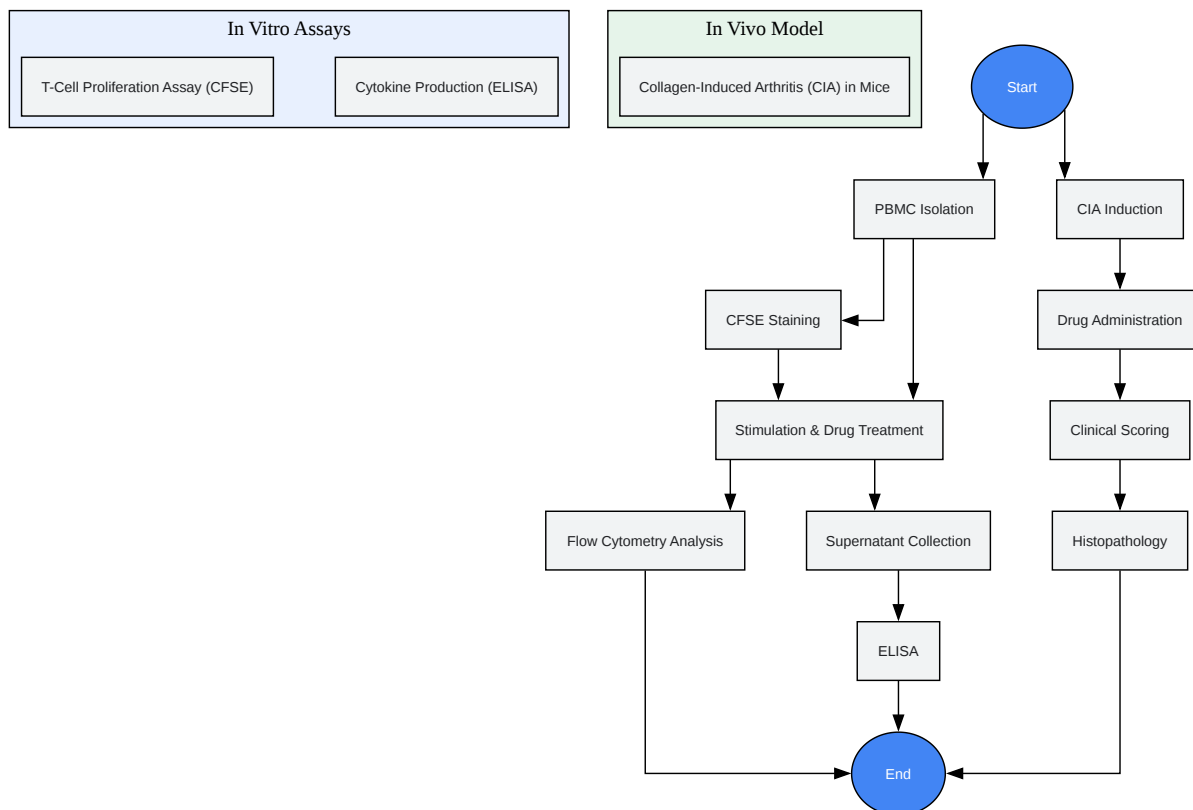 In Vitro Assays
T-Cell Proliferation Assay (CFSE)
Cytokine Production (ELISA)
In Vivo Model
Collagen-Induced Arthritis (CIA) in Mice
Start
PBMC Isolation
CIA Induction
CFSE Staining
Drug Administration
Stimulation & Drug Treatment
Clinical Scoring
Flow Cytometry Analysis
Supernatant Collection
Histopathology
ELISA
End